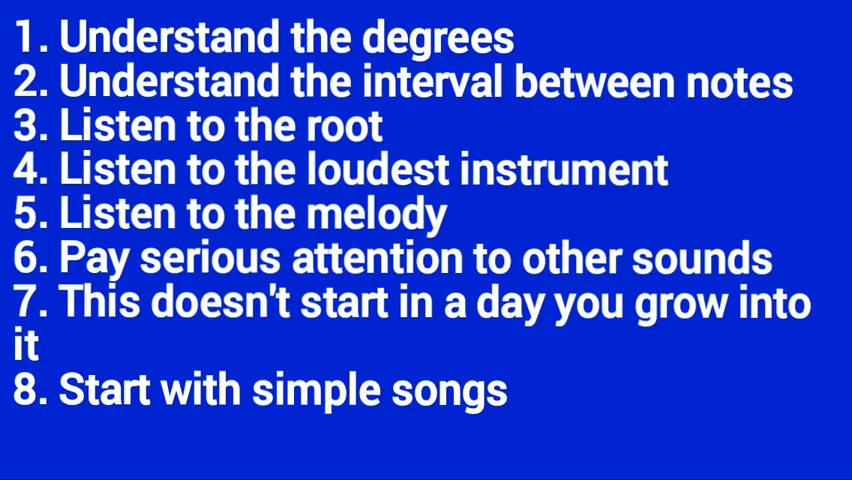 1. Understand the degrees
2. Understand the interval between notes
3. Listen to the root
4. Listen to the loudest instrument
5. Listen to the melody
6. Pay serious attention to other sounds
7. This doesn't start in a day you grow into
it
8. Start with simple songs